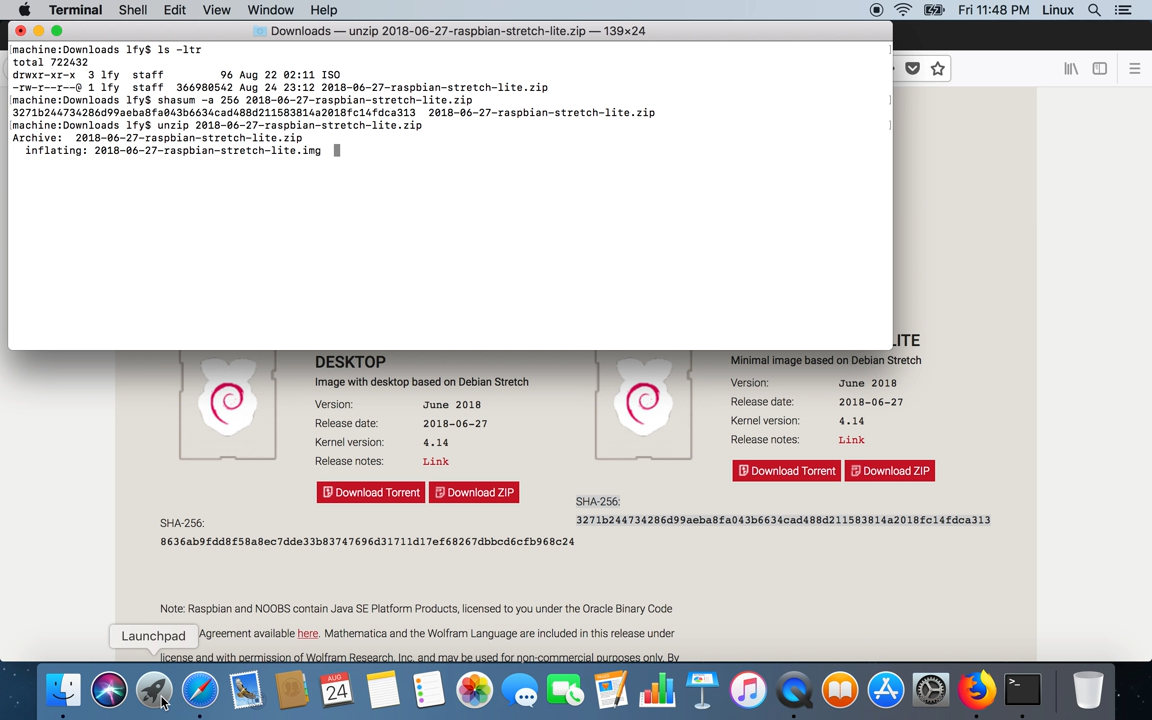 Terminal Shell Edit View Window Help Fri 11:48 PM Linux
Downloads — unzip 2018-06-27-raspbian-stretch-lite.zip — 139×24
[machine:Downloads lfy$ ls -ltr ]
total 722432
drwxr-xr-x 3 lfy staff 96 Aug 22 02:11 ISO
-rw-r--r--@ 1 lfy staff 366980542 Aug 24 23:12 2018-06-27-raspbian-stretch-lite.zip
[machine:Downloads lfy$ shasum -a 256 2018-06-27-raspbian-stretch-lite.zip ]
3271b244734286d99aeba8fa043b6634cad488d211583814a2018fc14fdca313 2018-06-27-raspbian-stretch-lite.zip
[machine:Downloads lfy$ unzip 2018-06-27-raspbian-stretch-lite.zip ]
Archive: 2018-06-27-raspbian-stretch-lite.zip
inflating: 2018-06-27-raspbian-stretch-lite.img
DESKTOP
Image with desktop based on Debian Stretch
Version: June 2018
Release date: 2018-06-27
Kernel version: 4.14
Release notes: Link
Download Torrent Download ZIP
SHA-256:
8636ab9fdd8f58a8ec7dde33b83747696d31711d17ef68267dbbcd6cfb968c24
LITE
Minimal image based on Debian Stretch
Version: June 2018
Release date: 2018-06-27
Kernel version: 4.14
Release notes: Link
Download Torrent Download ZIP
SHA-256:
3271b244734286d99aeba8fa043b6634cad488d211583814a2018fc14fdca313
Note: Raspbian and NOOBS contain Java SE Platform Products, licensed to you under the Oracle Binary Code
Agreement available here. Mathematica and the Wolfram Language are included in this release under
license and with permission of Wolfram Research, Inc. and may be used for non-commercial purposes only. By
Launchpad
AUG
24
>_